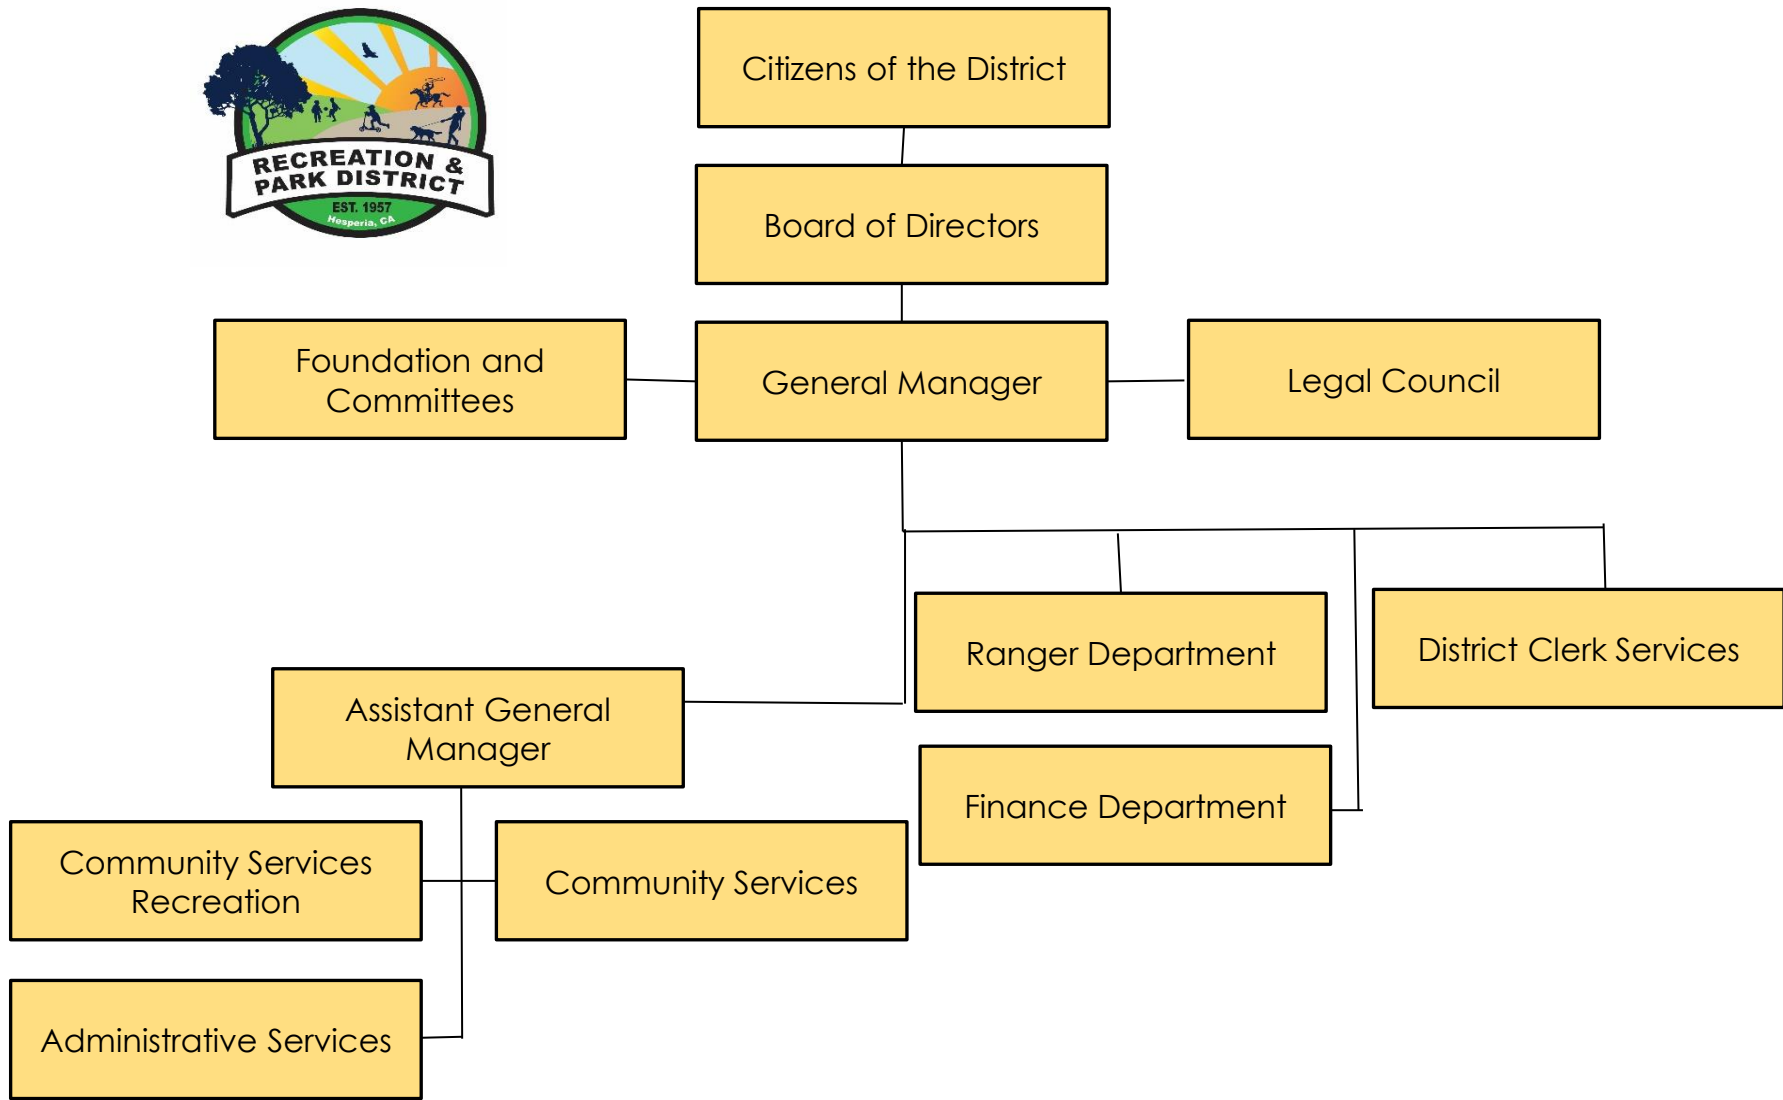 RECREATION &
PARK DISTRICT
EST. 1957
Hesperia, CA
Citizens of the District
Board of Directors
Foundation and
Committees
General Manager
Legal Council
Ranger Department
District Clerk Services
Assistant General
Manager
Finance Department
Community Services
Recreation
Community Services
Administrative Services